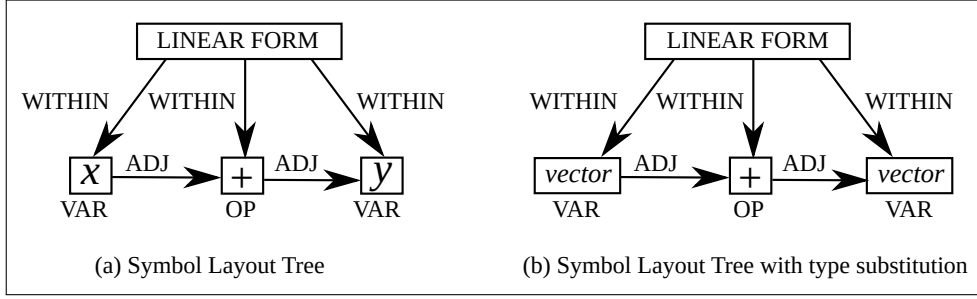 LINEAR FORM LINEAR FORM
WITHIN WITHIN WITHIN WITHIN WITHIN WITHIN
x ADJ + ADJ y vector ADJ + ADJ vector
VAR OP VAR VAR OP VAR
(a) Symbol Layout Tree (b) Symbol Layout Tree with type substitution